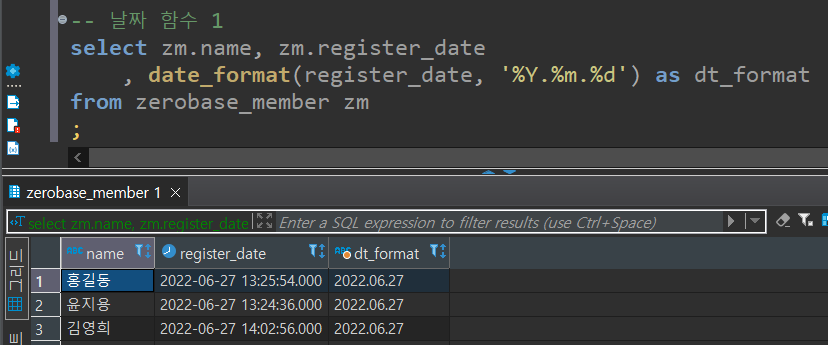 -- 날짜 함수 1
select zm.name, zm.register_date
, date_format(register_date, '%Y.%m.%d') as dt_format
from zerobase_member zm
;
zerobase_member 1
select zm.name, zm.register_date
Enter a SQL expression to filter results (use Ctrl+Space)
name register_date dt_format
1 홍길동 2022-06-27 13:25:54.000 2022.06.27
2 윤지용 2022-06-27 13:24:36.000 2022.06.27
3 김영희 2022-06-27 14:02:56.000 2022.06.27
그리드